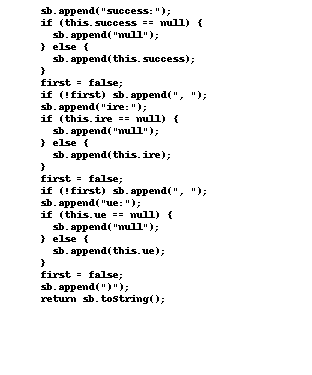 sb.append("success:");
if (this.success == null) {
  sb.append("null");
} else {
  sb.append(this.success);
}
first = false;
if (!first) sb.append(", ");
sb.append("ire:");
if (this.ire == null) {
  sb.append("null");
} else {
  sb.append(this.ire);
}
first = false;
if (!first) sb.append(", ");
sb.append("ue:");
if (this.ue == null) {
  sb.append("null");
} else {
  sb.append(this.ue);
}
first = false;
sb.append(")");
return sb.toString();